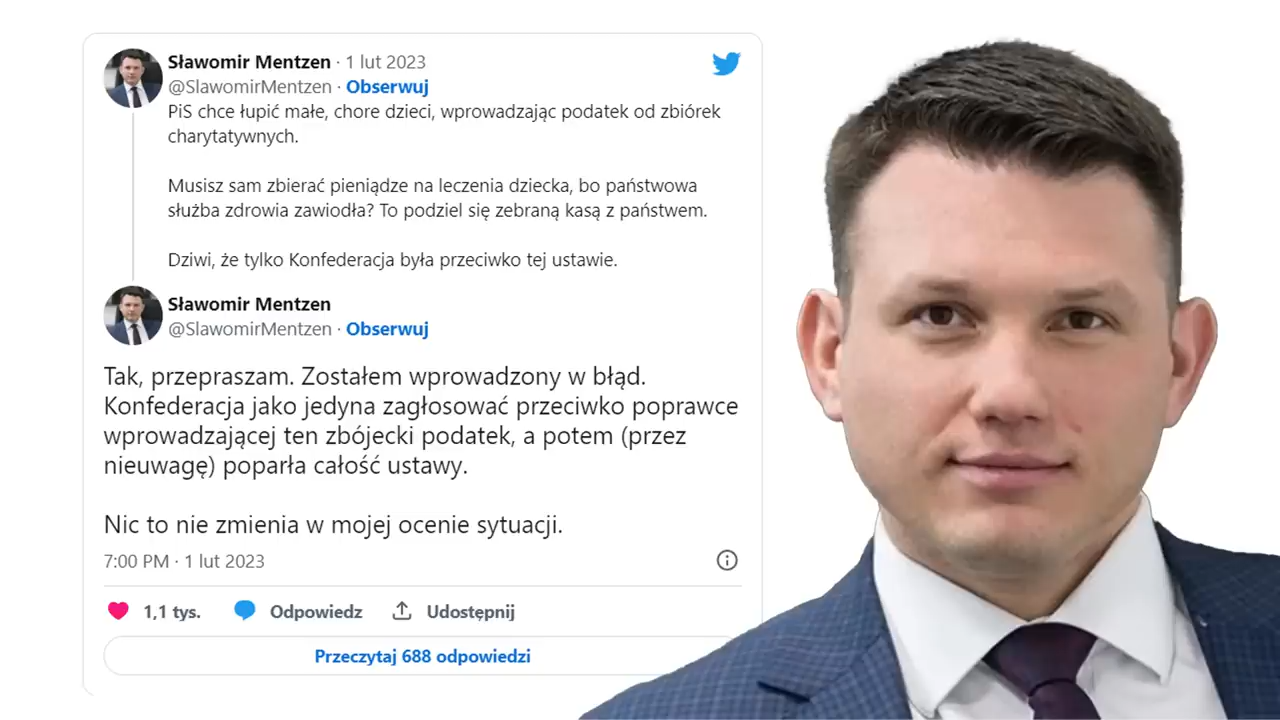 Sławomir Mentzen · 1 lut 2023
@SlawomirMentzen · Obserwuj
PiS chce łupić małe, chore dzieci, wprowadzając podatek od zbiórek
charytatywnych.
Musisz sam zbierać pieniądze na leczenia dziecka, bo państwowa
służba zdrowia zawiodła? To podziel się zebraną kasą z państwem.
Dziwi, że tylko Konfederacja była przeciwko tej ustawie.
Sławomir Mentzen
@SlawomirMentzen · Obserwuj
Tak, przepraszam. Zostałem wprowadzony w błąd.
Konfederacja jako jedyna zagłosować przeciwko poprawce
wprowadzającej ten zbójecki podatek, a potem (przez
nieuwagę) poparła całość ustawy.
Nic to nie zmienia w mojej ocenie sytuacji.
7:00 PM · 1 lut 2023
1,1 tys. Odpowiedz Udostępnij
Przeczytaj 688 odpowiedzi